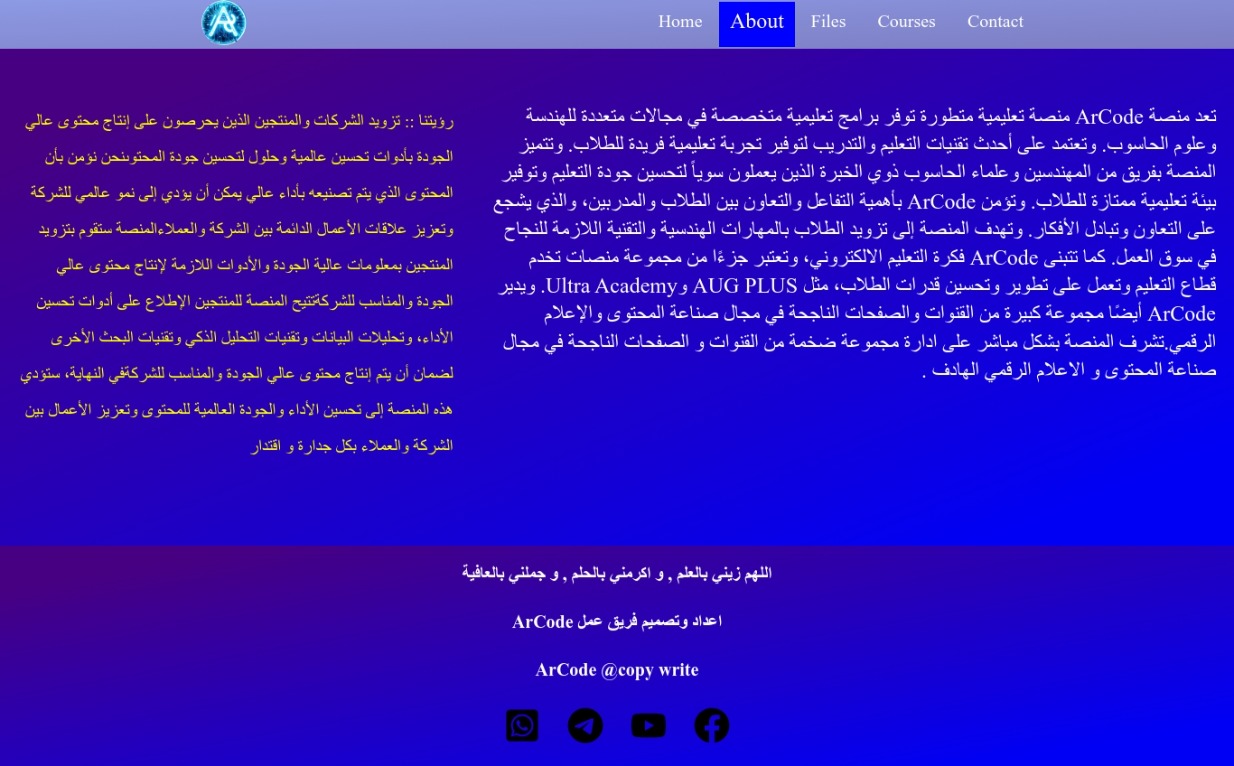 Home About Files Courses Contact
تعد منصة ArCode منصة تعليمية متطورة توفر برامج تعليمية متخصصة في مجالات متعددة للهندسة
وعلوم الحاسوب. وتعتمد على أحدث تقنيات التعليم والتدريب لتوفير تجربة تعليمية فريدة للطلاب. وتتميز
المنصة بفريق من المهندسين وعلماء الحاسوب ذوي الخبرة الذين يعملون سوياً لتحسين جودة التعليم وتوفير
بيئة تعليمية ممتازة للطلاب. وتؤمن ArCode بأهمية التفاعل والتعاون بين الطلاب والمدربين، والذي يشجع
على التعاون وتبادل الأفكار. وتهدف المنصة إلى تزويد الطلاب بالمهارات الهندسية والتقنية اللازمة للنجاح
في سوق العمل. كما تتبنى ArCode فكرة التعليم الالكتروني، وتعتبر جزءًا من مجموعة منصات تخدم
قطاع التعليم وتعمل على تطوير وتحسين قدرات الطلاب، مثل AUG PLUS وUltra Academy. ويدير
ArCode أيضًا مجموعة كبيرة من القنوات والصفحات الناجحة في مجال صناعة المحتوى والإعلام
الرقمي.تشرف المنصة بشكل مباشر على ادارة مجموعة ضخمة من القنوات و الصفحات الناجحة في مجال
صناعة المحتوى و الاعلام الرقمي الهادف .
رؤيتنا :: تزويد الشركات والمنتجين الذين يحرصون على إنتاج محتوى عالي
الجودة بأدوات تحسين عالمية وحلول لتحسين جودة المحتوىنحن نؤمن بأن
المحتوى الذي يتم تصنيعه بأداء عالي يمكن أن يؤدي إلى نمو عالمي للشركة
وتعزيز علاقات الأعمال الدائمة بين الشركة والعملاءالمنصة ستقوم بتزويد
المنتجين بمعلومات عالية الجودة والأدوات اللازمة لإنتاج محتوى عالي
الجودة والمناسب للشركةتتيح المنصة للمنتجين الإطلاع على أدوات تحسين
الأداء، وتحليلات البيانات وتقنيات التحليل الذكي وتقنيات البحث الأخرى
لضمان أن يتم إنتاج محتوى عالي الجودة والمناسب للشركةفي النهاية، ستؤدي
هذه المنصة إلى تحسين الأداء والجودة العالمية للمحتوى وتعزيز الأعمال بين
الشركة والعملاء بكل جدارة و اقتدار
اللهم زيني بالعلم , و اكرمني بالحلم , و جملني بالعافية
اعداد وتصميم فريق عمل ArCode
ArCode @copy write